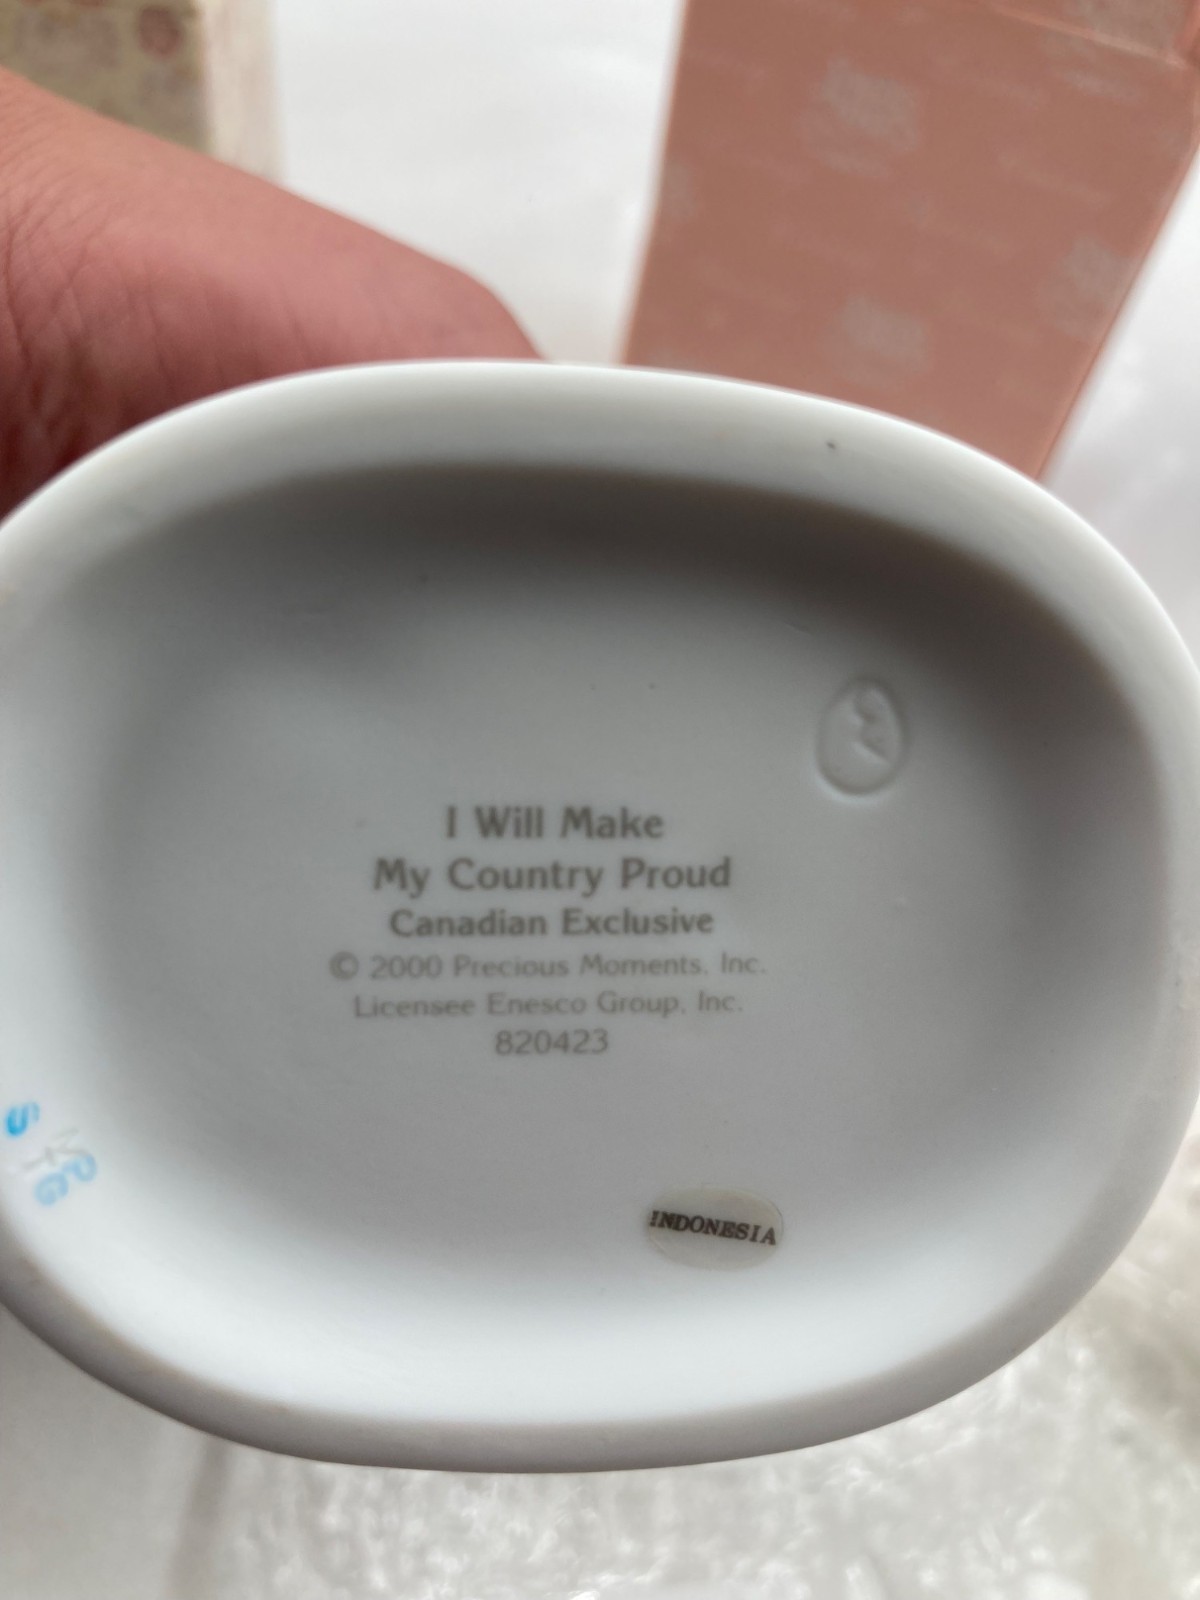 I Will Make
My Country Proud
Canadian Exclusive
© 2000 Precious Moments, Inc.
Licensee Enesco Group, Inc.
820423
INDONESIA
S